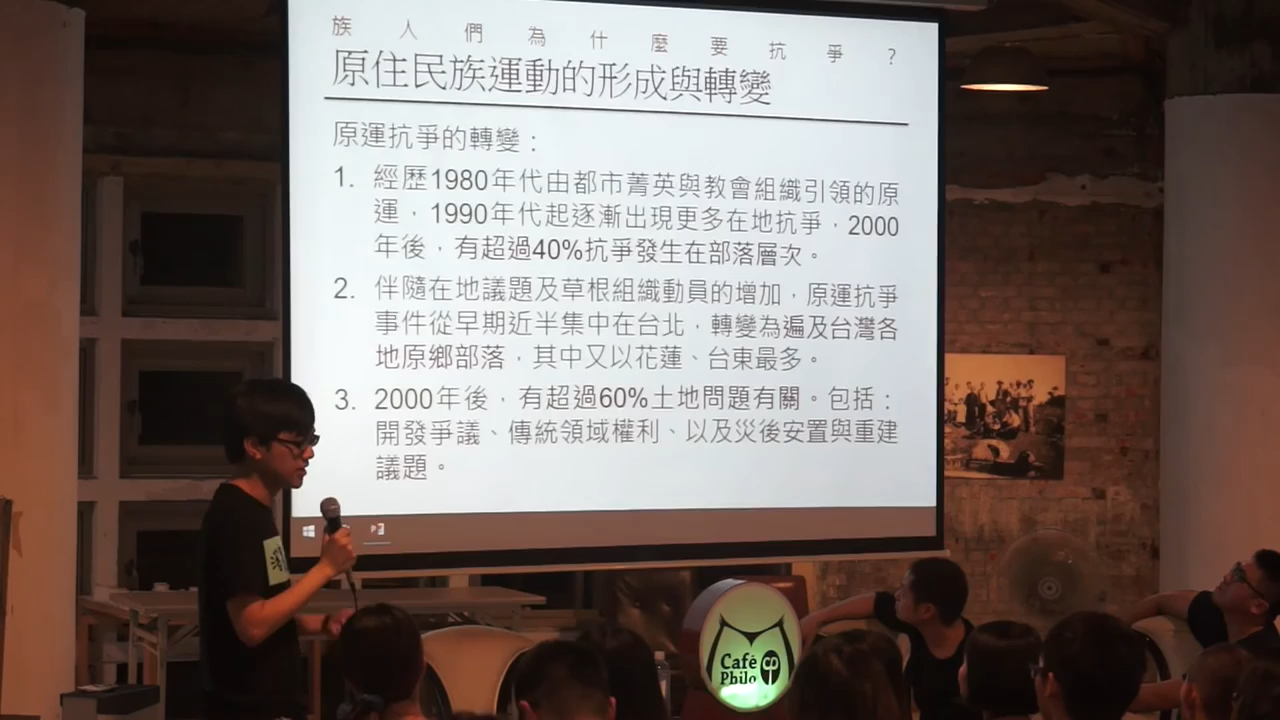 族人們為什麼要抗爭?
原住民族運動的形成與轉變
原運抗爭的轉變：
1. 經歷1980年代由都市菁英與教會組織引領的原
運，1990年代起逐漸出現更多在地抗爭，2000
年後，有超過40%抗爭發生在部落層次。
2. 伴隨在地議題及草根組織動員的增加，原運抗爭
事件從早期近半集中在台北，轉變為遍及台灣各
地原鄉部落，其中又以花蓮、台東最多。
3. 2000年後，有超過60%土地問題有關。包括：
開發爭議、傳統領域權利、以及災後安置與重建
議題。
Café
Philo